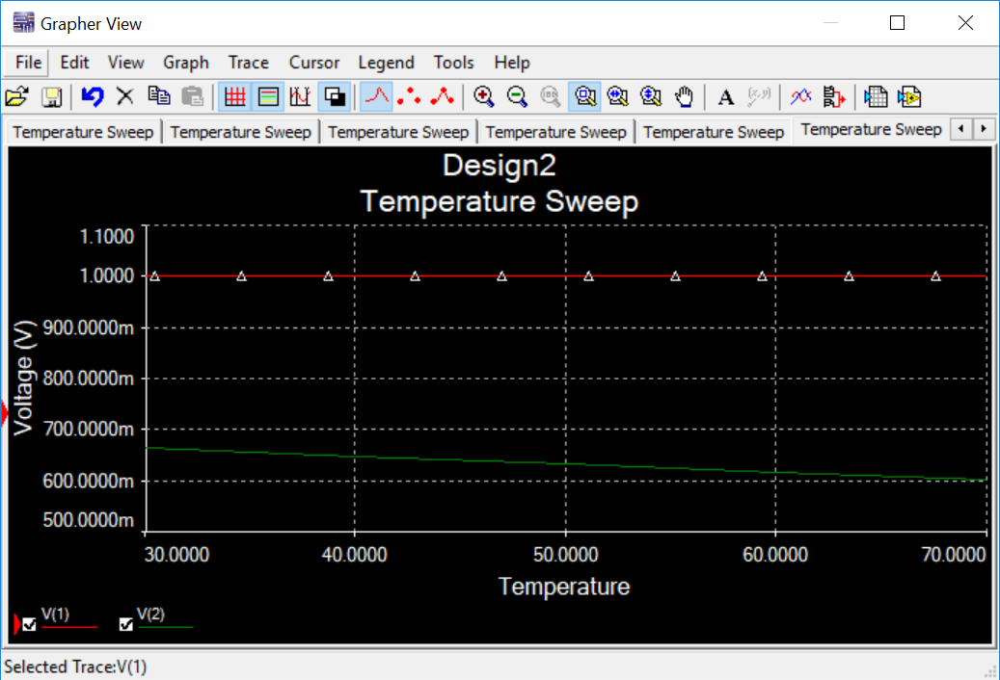 Grapher View
File Edit View Graph Trace Cursor Legend Tools Help
Temperature Sweep Temperature Sweep Temperature Sweep Temperature Sweep Temperature Sweep Temperature Sweep
Design2
Temperature Sweep
1.1000
1.0000
900.0000m
800.0000m
700.0000m
600.0000m
500.0000m
Voltage (V)
30.0000 40.0000 50.0000 60.0000 70.0000
Temperature
V(1) V(2)
Selected Trace:V(1)